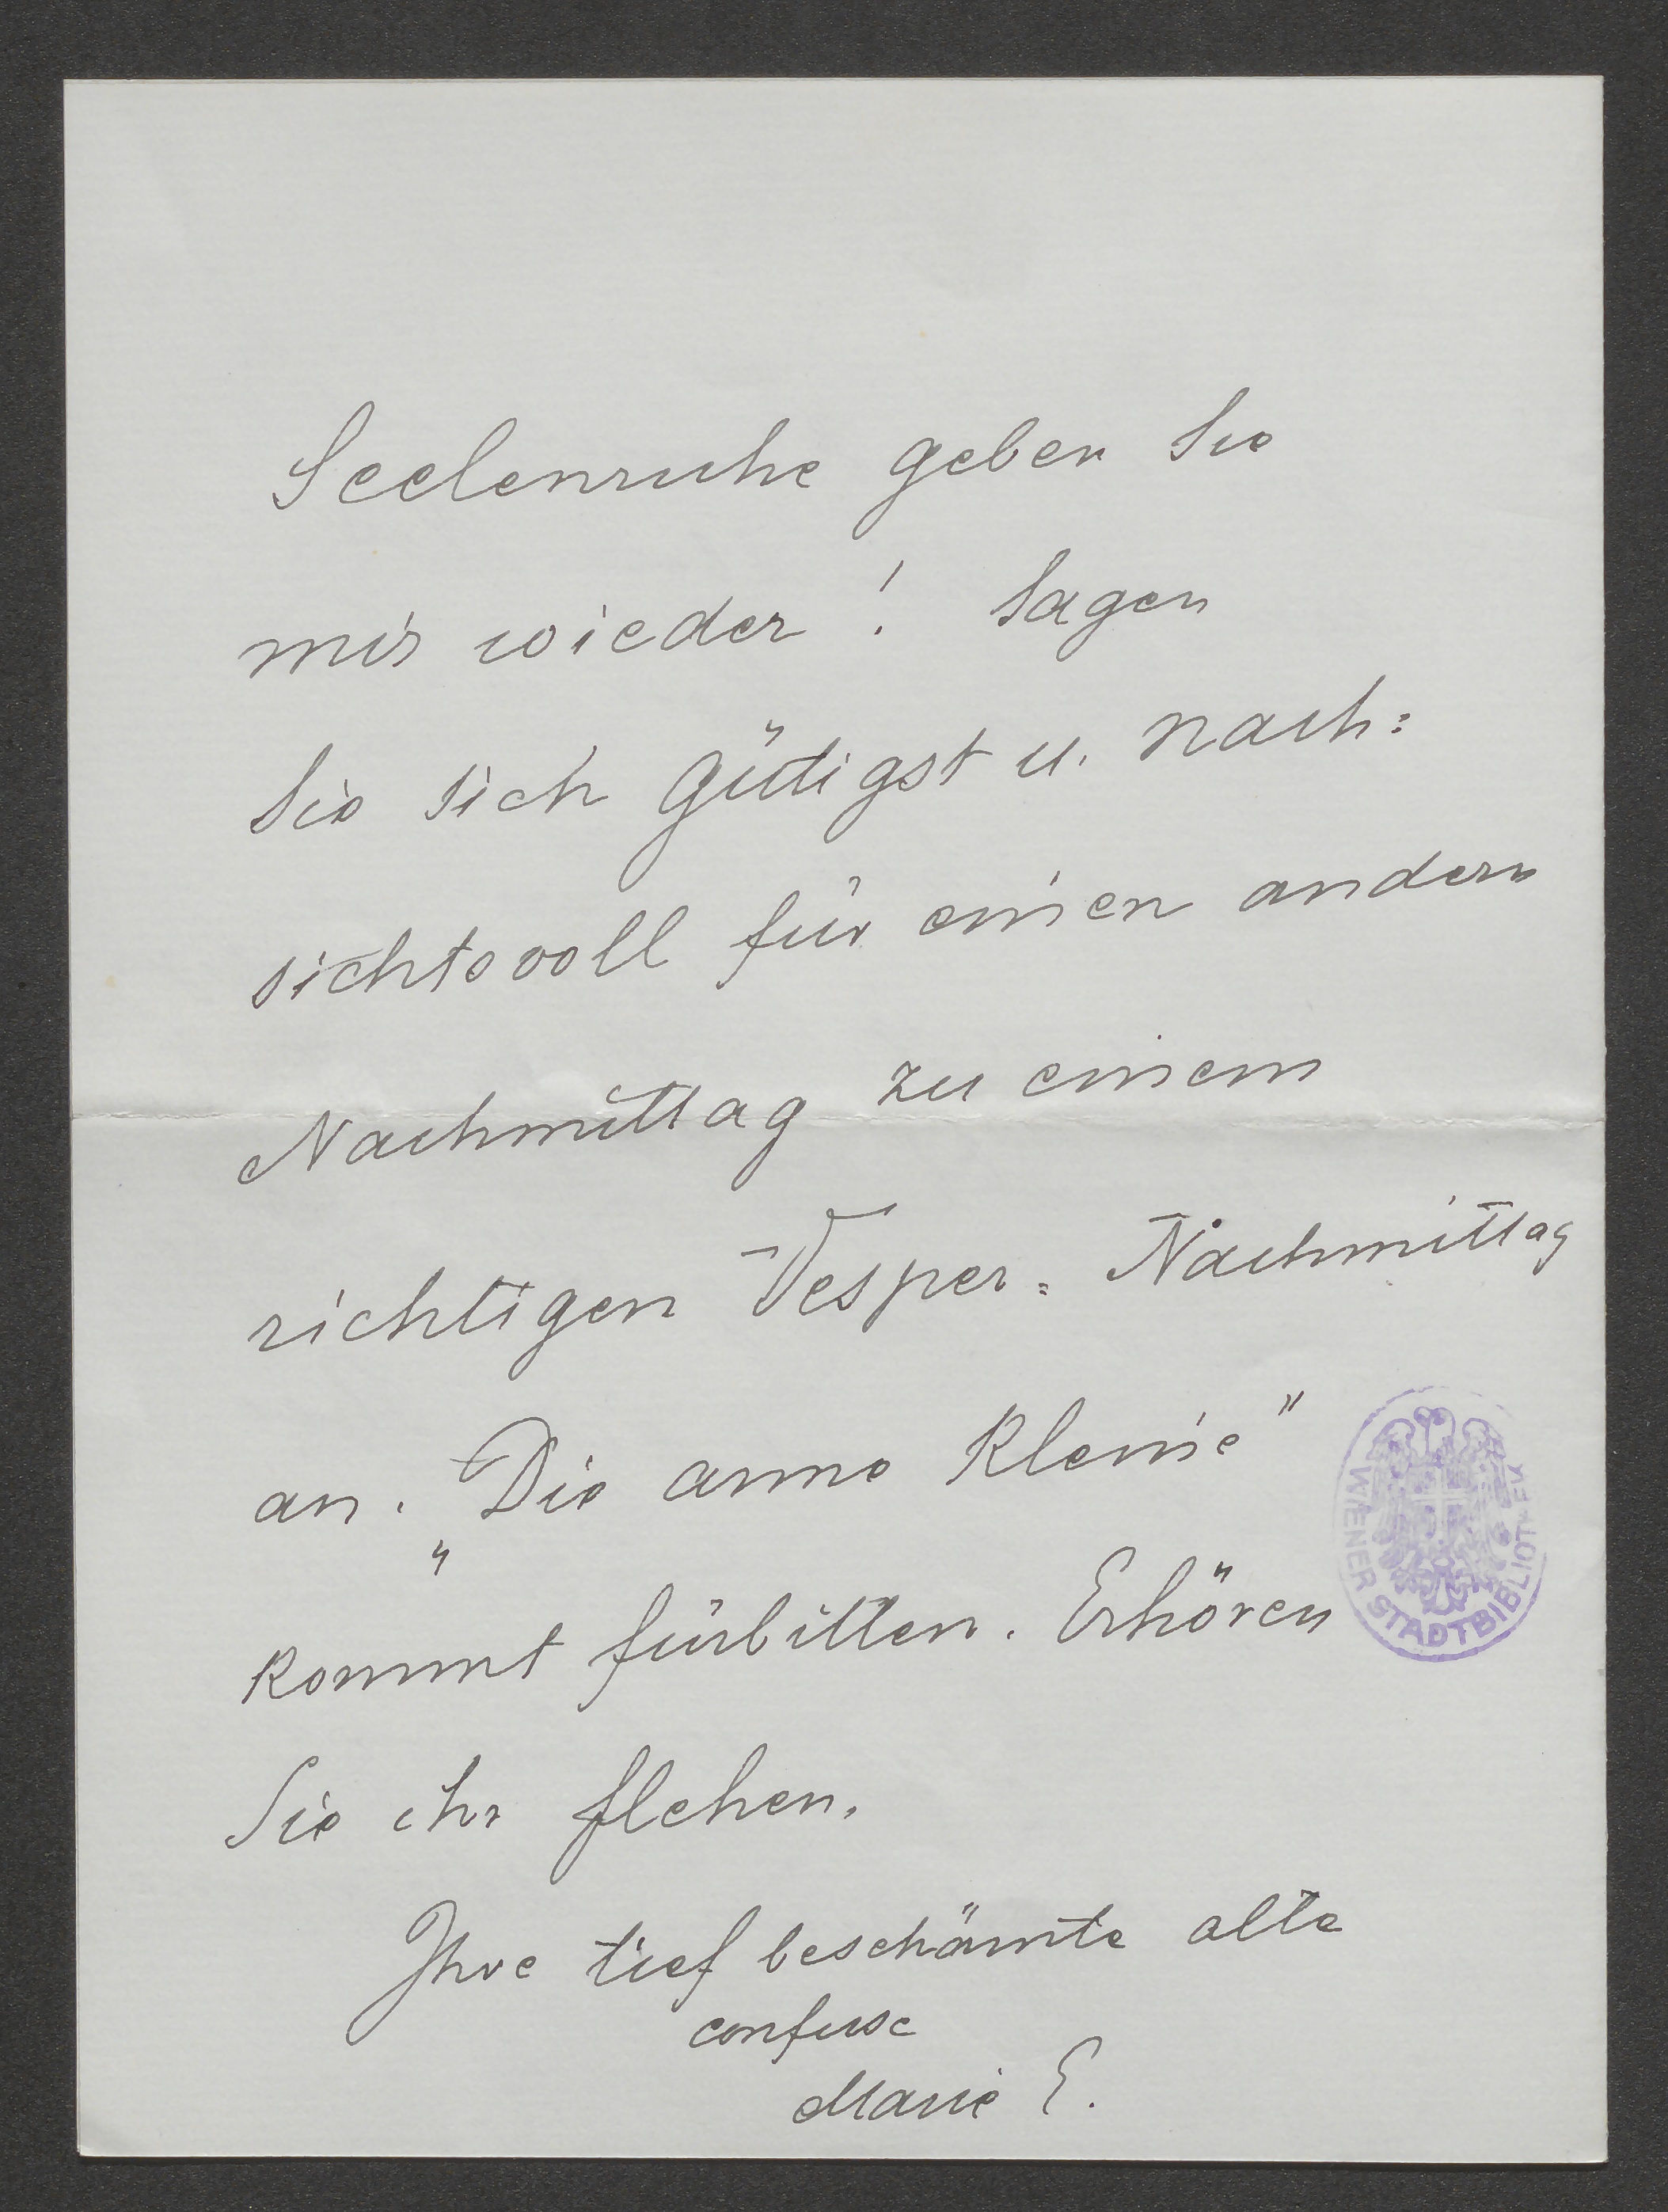 Seelenruhe geben Sie
mir wieder! Sagen
Sie sich gütigst u. nach=
sichtsvoll für einen andern
Nachmittag zu einem
richtigen Vesper=Nachmittag
an. „Die arme Kleine"
kommt fürbitten. Erhören
Sie ihr flehen.
Ihre tief beschämte alte
confuse
Marie E.
WIENER STADTBIBLIOTHEK